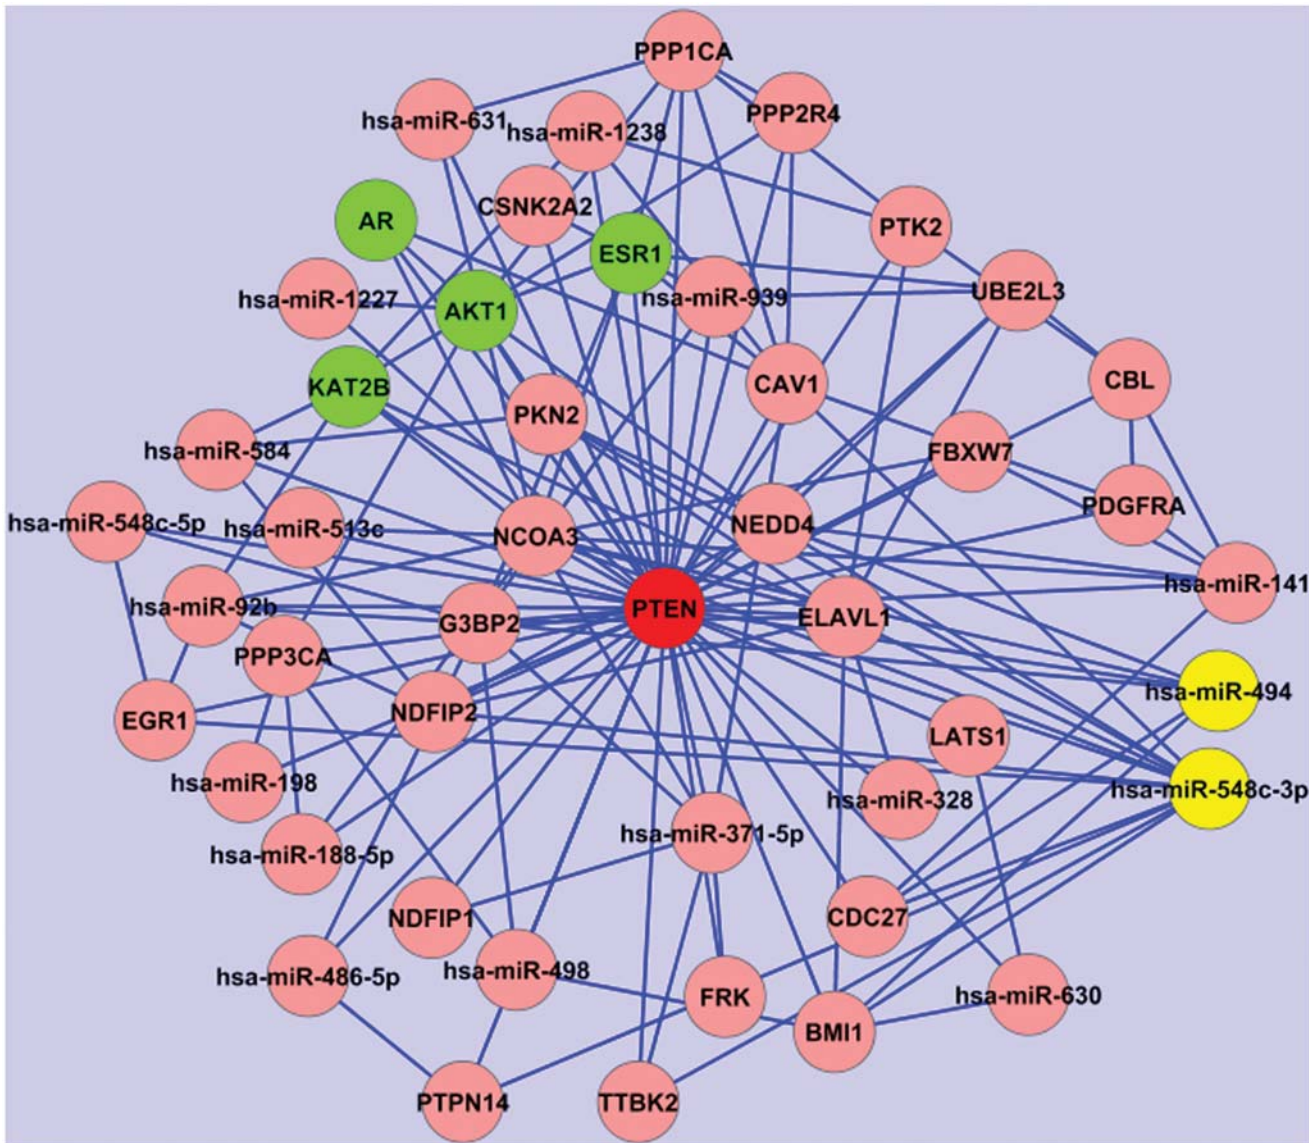 PPP1CA
PPP2R4
hsa-miR-631
hsa-miR-1238
CSNK2A2
AR
PTK2
ESR1
UBE2L3
hsa-miR-1227
AKT1
hsa-miR-939
KAT2B
CAV1
CBL
PKN2
hsa-miR-584
FBXW7
PDGFRA
hsa-miR-548c-5p
hsa-miR-513c
NCOA3
NEDD4
hsa-miR-141
hsa-miR-92b
PTEN
ELAVL1
G3BP2
PPP3CA
hsa-miR-494
EGR1
NDFIP2
LATS1
hsa-miR-198
hsa-miR-548c-3p
hsa-miR-328
hsa-miR-371-5p
hsa-miR-188-5p
NDFIP1
CDC27
hsa-miR-486-5p
hsa-miR-498
FRK
hsa-miR-630
BMI1
PTPN14
TTBK2